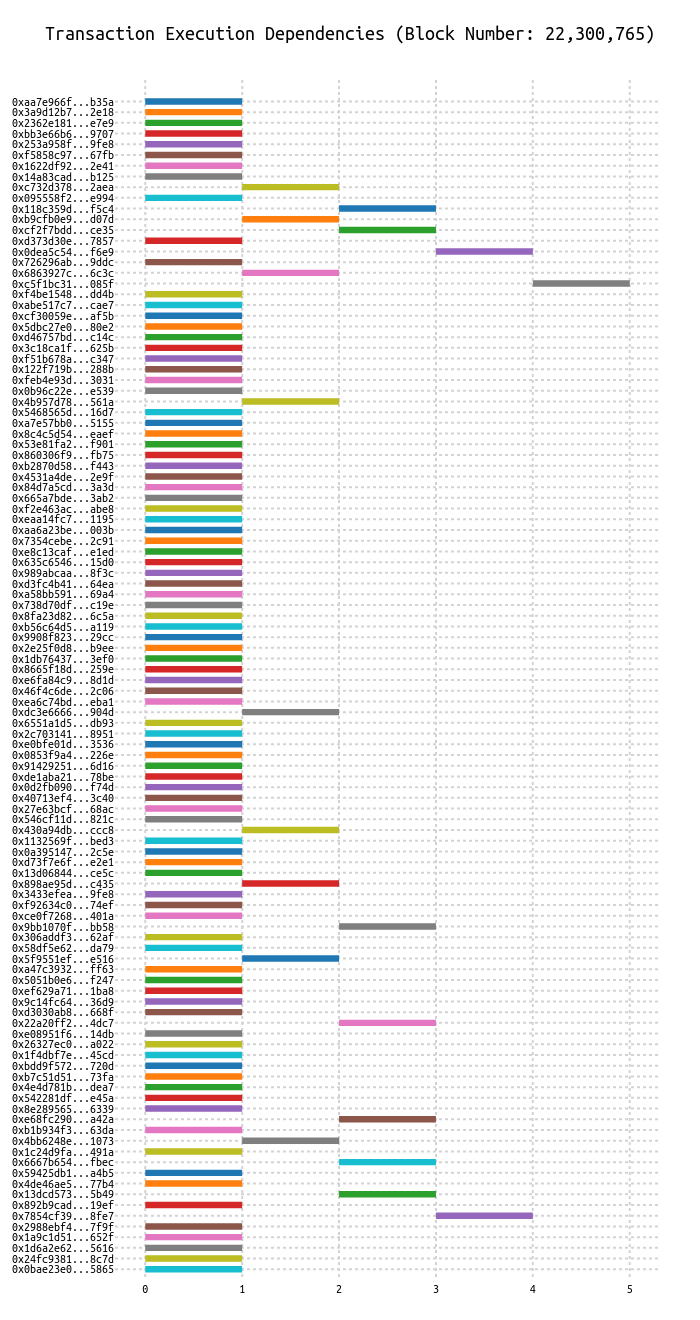 Transaction Execution Dependencies (Block Number: 22,300,765)
0xaa7e966f...b35a
0x3a9d12b7...2e18
0x2362e181...e7e9
0xbb3e66b6...9707
0x253a958f...9fe8
0xf5858c97...67fb
0x1622df92...2e41
0x14a83cad...b125
0xc732d378...2aea
0x095558f2...e994
0x118c359d...f5c4
0xb9cfb0e9...d07d
0xcf2f7bdd...ce35
0xd373d30e...7857
0x0dea5c54...f6e9
0x726296ab...9ddc
0x6863927c...6c3c
0xc5f1bc31...085f
0xf4be1548...dd4b
0xabe517c7...cae7
0xcf30059e...af5b
0x5dbc27e0...80e2
0xd46757bd...c14c
0x3c18ca1f...625b
0xf51b678a...c347
0x122f719b...288b
0xfeb4e93d...3031
0x0b96c22e...e539
0x4b957d78...561a
0x5468565d...16d7
0xa7e57bb0...5155
0x8c4c5d54...eaef
0x53e81fa2...f901
0x860306f9...fb75
0xb2870d58...f443
0x4531a4de...2e9f
0x84d7a5cd...3a3d
0x665a7bde...3ab2
0xf2e463ac...abe8
0xeaa14fc7...1195
0xaa6a23be...003b
0x7354cebe...2c91
0xe8c13caf...e1ed
0x635c6546...15d0
0x989abcaa...8f3c
0xd3fc4b41...64ea
0xa58bb591...69a4
0x738d70df...c19e
0x8fa23d82...6c5a
0xb56c64d5...a119
0x9908f823...29cc
0x2e25f0d8...b9ee
0x1db76437...3ef0
0x8665f18d...259e
0xe6fa84c9...8d1d
0x46f4c6de...2c06
0xea6c74bd...eba1
0xdc3e6666...904d
0x6551a1d5...db93
0x2c703141...8951
0xe0bfe01d...3536
0x0853f9a4...226e
0x91429251...6d16
0xde1aba21...78be
0x0d2fb090...f74d
0x40713ef4...3c40
0x27e63bcf...68ac
0x546cf11d...821c
0x430a94db...ccc8
0x1132569f...bed3
0x0a395147...2c5e
0xd73f7e6f...e2e1
0x13d06844...ce5c
0x898ae95d...c435
0x3433efea...9fe8
0xf92634c0...74ef
0xce0f7268...401a
0x9bb1070f...bb58
0x306addf3...62af
0x58df5e62...da79
0x5f9551ef...e516
0xa47c3932...ff63
0x5051b0e6...f247
0xef629a71...1ba8
0x9c14fc64...36d9
0xd3030ab8...668f
0x22a20ff2...4dc7
0xe08951f6...14db
0x26327ec0...a022
0x1f4dbf7e...45cd
0xbdd9f572...720d
0xb7c51d51...73fa
0x4e4d781b...dea7
0x542281df...e45a
0x8e289565...6339
0xe68fc290...a42a
0xb1b934f3...63da
0x4bb6248e...1073
0x1c24d9fa...491a
0x6667b654...fbec
0x59425db1...a4b5
0x4de46ae5...77b4
0x13dcd573...5b49
0x892b9cad...19ef
0x7854cf39...8fe7
0x2988ebf4...7f9f
0x1a9c1d51...652f
0x1d6a2e62...5616
0x24fc9381...8c7d
0x0bae23e0...5865
0 1 2 3 4 5